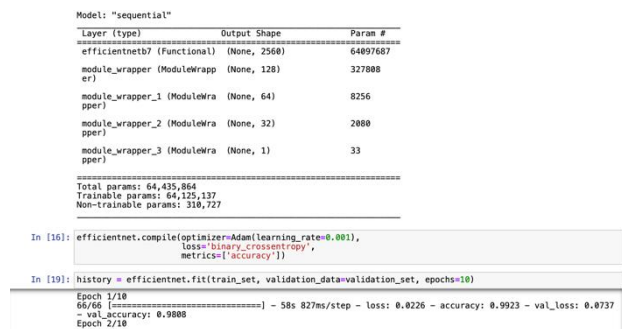 Model: "sequential"
Layer (type) Output Shape Param #
efficientnetb7 (Functional) (None, 2560) 64097687
module_wrapper (ModuleWrapp (None, 128) 327808
er)
module_wrapper_1 (ModuleWra (None, 64) 8256
pper)
module_wrapper_2 (ModuleWra (None, 32) 2080
pper)
module_wrapper_3 (ModuleWra (None, 1) 33
pper)
Total params: 64,435,864
Trainable params: 64,125,137
Non-trainable params: 310,727
In [16]: efficientnet.compile(optimizer=Adam(learning_rate=0.001),
loss='binary_crossentropy',
metrics=['accuracy'])
In [19]: history = efficientnet.fit(train_set, validation_data=validation_set, epochs=10)
Epoch 1/10
66/66 [==============================] - 58s 827ms/step - loss: 0.0226 - accuracy: 0.9923 - val_loss: 0.0737
- val_accuracy: 0.9808
Epoch 2/10